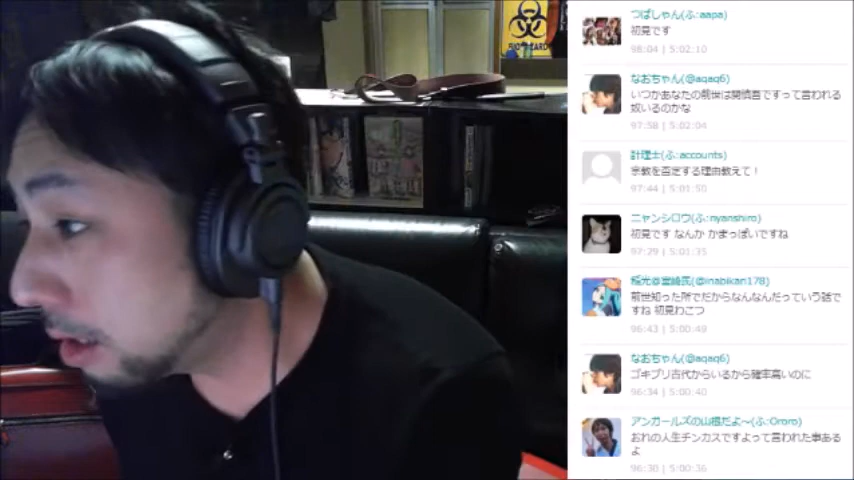 BIO HAZARD
つばしゃん(ふ:aapa)
初見です
98:04 | 5:02:10
なおちゃん(@aqaq6)
いつかあなたの前世は関慎吾ですって言われる
奴いるのかな
97:58 | 5:02:04
計理士(ふ:accounts)
宗教を否定する理由教えて！
97:44 | 5:01:50
ニャンシロウ(ふ:nyanshiro)
初見です なんか かまっぽいですね
97:29 | 5:01:35
(@inabikari178)
前世知った所でだからなんなんだっていう話で
すね 初見わこつ
96:43 | 5:00:49
なおちゃん(@aqaq6)
ゴキブリ古代からいるから確率高いのに
96:34 | 5:00:40
アンガールズの山根だよ～(ふ:Ororo)
おれの人生チンカスですよって言われた事ある
よ
96:30 | 5:00:36